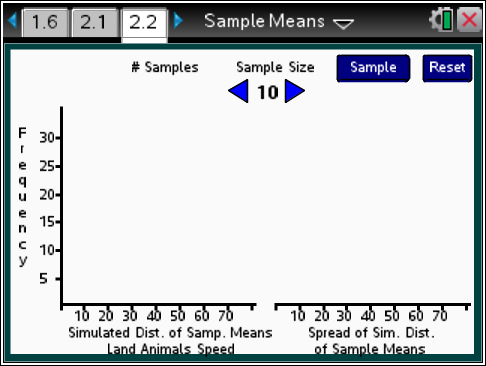 1.6 2.1 2.2 Sample Means
# Samples Sample Size Sample Reset
10
Frequency
30
25
20
15
10
5
10 20 30 40 50 60 70 10 20 30 40 50 60 70
Simulated Dist. of Samp. Means Spread of Sim. Dist.
Land Animals Speed of Sample Means